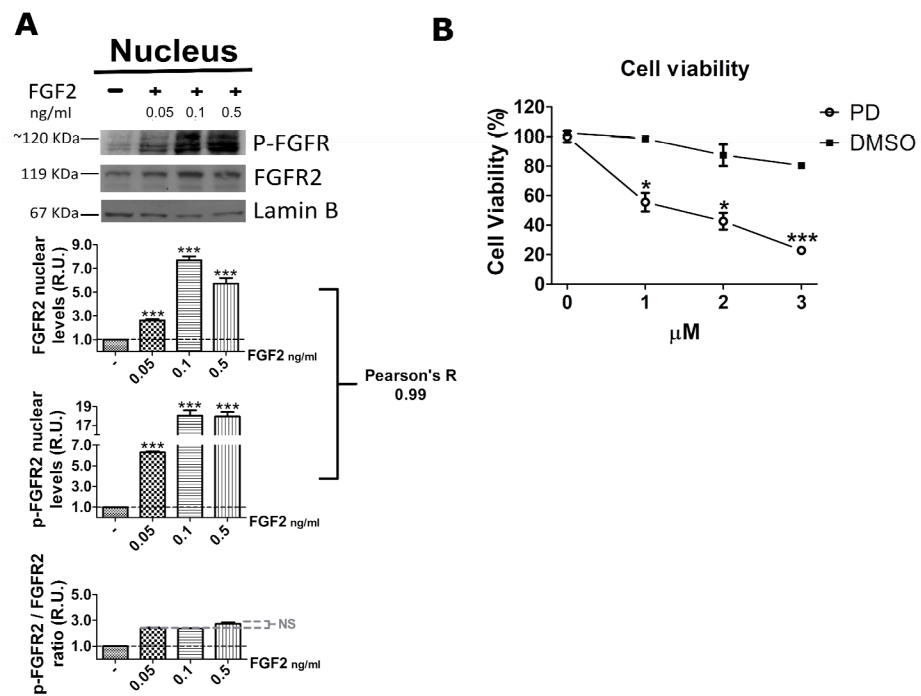 A
Nucleus
FGF2 - + + +
ng/ml 0.05 0.1 0.5
~120 KDa P-FGFR
119 KDa FGFR2
67 KDa Lamin B
FGFR2 nuclear
levels (R.U.)
9.0
7.0
5.0
3.0
1.0
***
***
***
- 0.05 0.1 0.5
FGF2 ng/ml
p-FGFR2 nuclear
levels (R.U.)
19
17
7.0
5.0
3.0
1.0
***
***
***
- 0.05 0.1 0.5
FGF2 ng/ml
Pearson's R
0.99
p-FGFR2 / FGFR2
ratio (R.U.)
5.0
3.0
1.0
NS
- 0.05 0.1 0.5
FGF2 ng/ml
B
Cell viability
Cell Viability (%)
120
100
80
60
40
20
0
*
*
***
0 1 2 3
µM
PD
DMSO